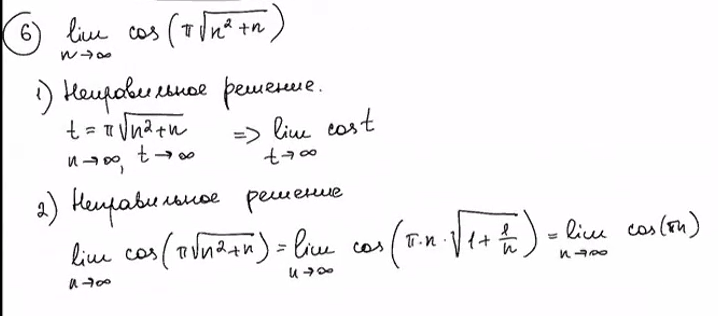 6) lim cos(π√(n²+n))
n→∞
1) Неправильное решение.
t = π√(n²+n) => lim cos t
n→∞, t→∞ t→∞
2) Неправильное решение
lim cos(π√(n²+n)) = lim cos(π·n·√(1+1/n)) = lim cos(πn)
n→∞ n→∞ n→∞